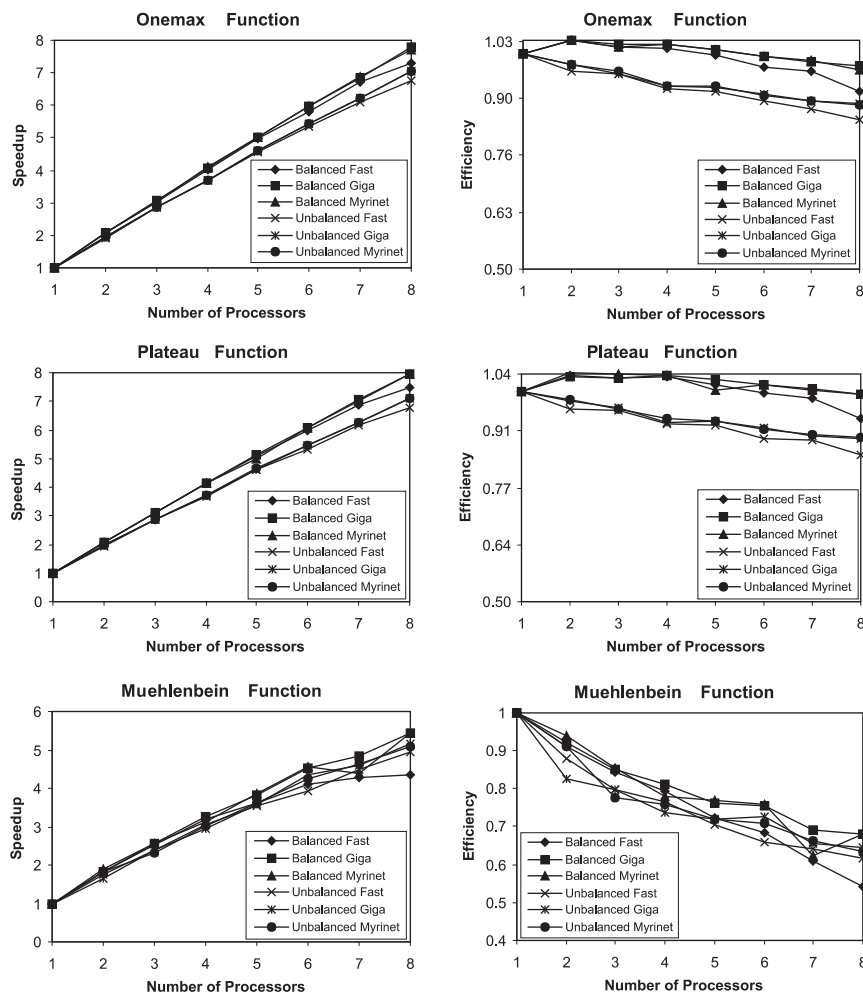 Onemax Function
Speedup
8
7
6
5
4
3
2
1
1 2 3 4 5 6 7 8
Number of Processors
Balanced Fast
Balanced Giga
Balanced Myrinet
Unbalanced Fast
Unbalanced Giga
Unbalanced Myrinet
Onemax Function
Efficiency
1.03
0.90
0.76
0.63
0.50
1 2 3 4 5 6 7 8
Number of Processors
Balanced Fast
Balanced Giga
Balanced Myrinet
Unbalanced Fast
Unbalanced Giga
Unbalanced Myrinet
Plateau Function
Speedup
8
7
6
5
4
3
2
1
0
1 2 3 4 5 6 7 8
Number of Processors
Balanced Fast
Balanced Giga
Balanced Myrinet
Unbalanced Fast
Unbalanced Giga
Unbalanced Myrinet
Plateau Function
Efficiency
1.04
0.91
0.77
0.64
0.50
1 2 3 4 5 6 7 8
Number of Processors
Balanced Fast
Balanced Giga
Balanced Myrinet
Unbalanced Fast
Unbalanced Giga
Unbalanced Myrinet
Muehlenbein Function
Speedup
6
5
4
3
2
1
0
1 2 3 4 5 6 7 8
Number of Processors
Balanced Fast
Balanced Giga
Balanced Myrinet
Unbalanced Fast
Unbalanced Giga
Unbalanced Myrinet
Muehlenbein Function
Efficiency
1
0.9
0.8
0.7
0.6
0.5
0.4
1 2 3 4 5 6 7 8
Number of Processors
Balanced Fast
Balanced Giga
Balanced Myrinet
Unbalanced Fast
Unbalanced Giga
Unbalanced Myrinet